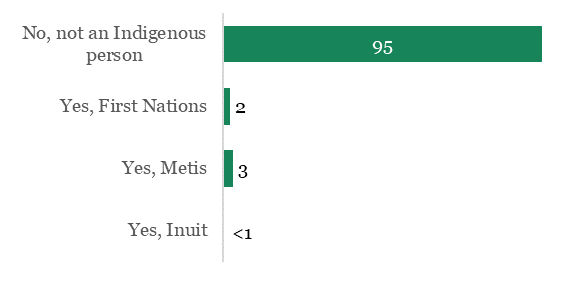 No, not an Indigenous
person
95
Yes, First Nations
2
Yes, Metis
3
Yes, Inuit
<1